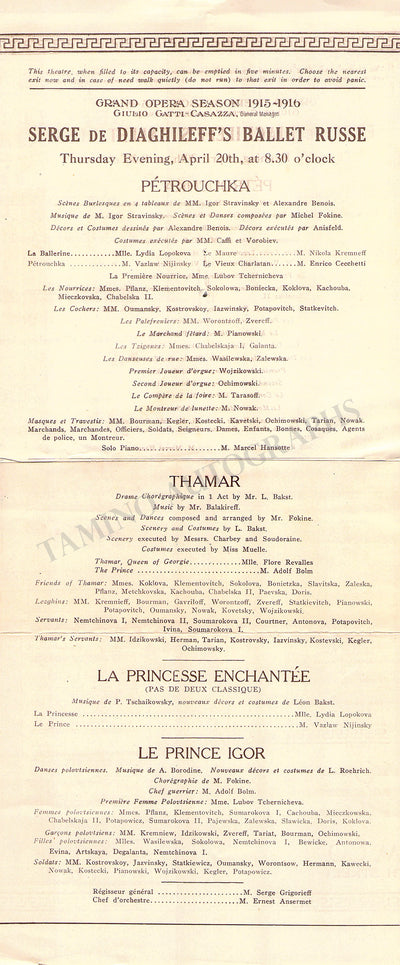 This theatre, when filled to its capacity, can be emptied in five minutes. Choose the nearest
exit now and in case of need walk quietly (do not run) to that exit in order to avoid panic.
GRAND OPERA SEASON 1915-1916
GIULIO GATTI-CASAZZA, General Manager
SERGE DE DIAGHILEFF'S BALLET RUSSE
Thursday Evening, April 20th, at 8.30 o'clock
PÉTROUCHKA
Scènes Burlesques en 4 tableaux de MM. Igor Stravinsky et Alexandre Benois.
Musique de M. Igor Stravinsky. Scènes et Danses composées par Michel Fokine.
Décors et Costumes dessinés par Alexandre Benois. Décors exécutés par Anisfeld.
Costumes exécutés par MM. Caffi et Vorobiev.
La Ballerine............Mlle. Lydia Lopokova Le Maure...............M. Nikola Kremneff
Pétrouchka...............M. Vazlaw Nijinsky Le Vieux Charlatan......M. Enrico Cecchetti
La Première Nourrice, Mme. Lubov Tchernicheva
Les Nourrices: Mmes. Pflanz, Klementovitch, Sokolowa, Boniecka, Koklova, Kachouba,
Mieczkovska, Chabelska II.
Les Cochers: MM. Oumansky, Kostrovskoy, Iazwinsky, Potapovitch, Statkevitch.
Les Palefreniers: MM. Worontzoff, Zvereff.
Le Marchand fêtard: M. Pianowski.
Les Tziganes: Mmes. Chabelskaja I, Galanta.
Les Danseuses de rue: Mmes. Wasilewska, Zalewska.
Premier Joueur d'orgue; Wojzikowski.
Second Joueur d'orgue: Ochimowski.
Le Compère de la foire: M. Tarasoff.
Le Montreur de lunette: M. Nowak.
Masques et Travestis: MM. Bourman, Kegler, Kostecki, Kavetski, Ochimowski, Tarian, Nowak.
Marchands, Marchandes, Officiers, Soldats, Seigneurs, Dames, Enfants, Bonnes, Cosaques, Agents
de police, un Montreur.
Solo Piano..................M. Marcel Hansotte
THAMAR
Drame Chorégraphique in 1 Act by Mr. L. Bakst.
Music by Mr. Balakireff.
Scenes and Dances composed and arranged by Mr. Fokine.
Scenery and Costumes by L. Bakst.
Scenery executed by Messrs. Charbey and Soudoraine.
Costumes executed by Miss Muelle.
Thamar, Queen of Georgie...............Mlle. Flore Revalles
The Prince..............................M. Adolf Bolm
Friends of Thamar: Mmes. Koklova, Klementovitch, Sokolova, Bonietzka, Slavitska, Zaleska,
Pflanz, Metchkovska, Kachouba, Chabelska II, Paevska, Doris.
Lesghins: MM. Kremnieff, Bourman, Gavriloff, Worontzoff, Zvereff, Statkievitch, Pianowski,
Potapovitch, Oumansky, Nowak, Kovetsky, Wojzikowski.
Servants: Nemtchinova I, Nemtchinova II, Soumarokova II, Courtner, Antonova, Potapovitch,
Ivina, Soumarokova I.
Thamar's Servants: MM. Idzikowski, Herman, Tarian, Kostrovsky, Iazvinsky, Kostevski, Kegler,
Ochimowsky.
LA PRINCESSE ENCHANTÉE
(PAS DE DEUX CLASSIQUE)
Musique de P. Tschaikowsky, nouveaux décors et costumes de Léon Bakst.
La Princesse ...............................................Mlle. Lydia Lopokova
Le Prince ..................................................M. Vazlav Nijinsky
LE PRINCE IGOR
Danses polovtsiennes. Musique de A. Borodine. Nouveaux décors et costumes de L. Roehrich.
Chorégraphie de M. Fokine.
Chef guerrier: M. Adolf Bolm.
Première Femme Polovtsienne: Mme. Lubov Tchernicheva.
Femmes polovtsiennes: Mmes. Pflanz, Klementovitch, Sumarokova I, Cachouba, Mieczkowska,
Chabelskaja II, Potapowicz, Sumarokova II, Pajewska, Zalewska, Slawicka, Doris, Koklova.
Garçons poloutsiens: MM. Kremniew, Idzikowski, Zvereff, Tariat, Bourman, Ochimowski.
Filles' polovtsiennes: Mlles. Wasilewska, Sokolowa, Nemtchinova I, Bewicke, Antonowa,
Evina, Artskaya, Degalanta, Nemtchinova I.
Soldats: MM. Kostrovskoy, Jazvinsky, Statkiewicz, Oumansky, Worontsow, Hermann, Kawecki,
Nowak, Kostecki, Pianowski, Wojzikowski, Kegler, Potapowicz.
Régisseur général .....................M. Serge Grigorieff
Chef d'orchestre.......................M. Ernest Ansermet
TAMINO AUTOGRAPHS